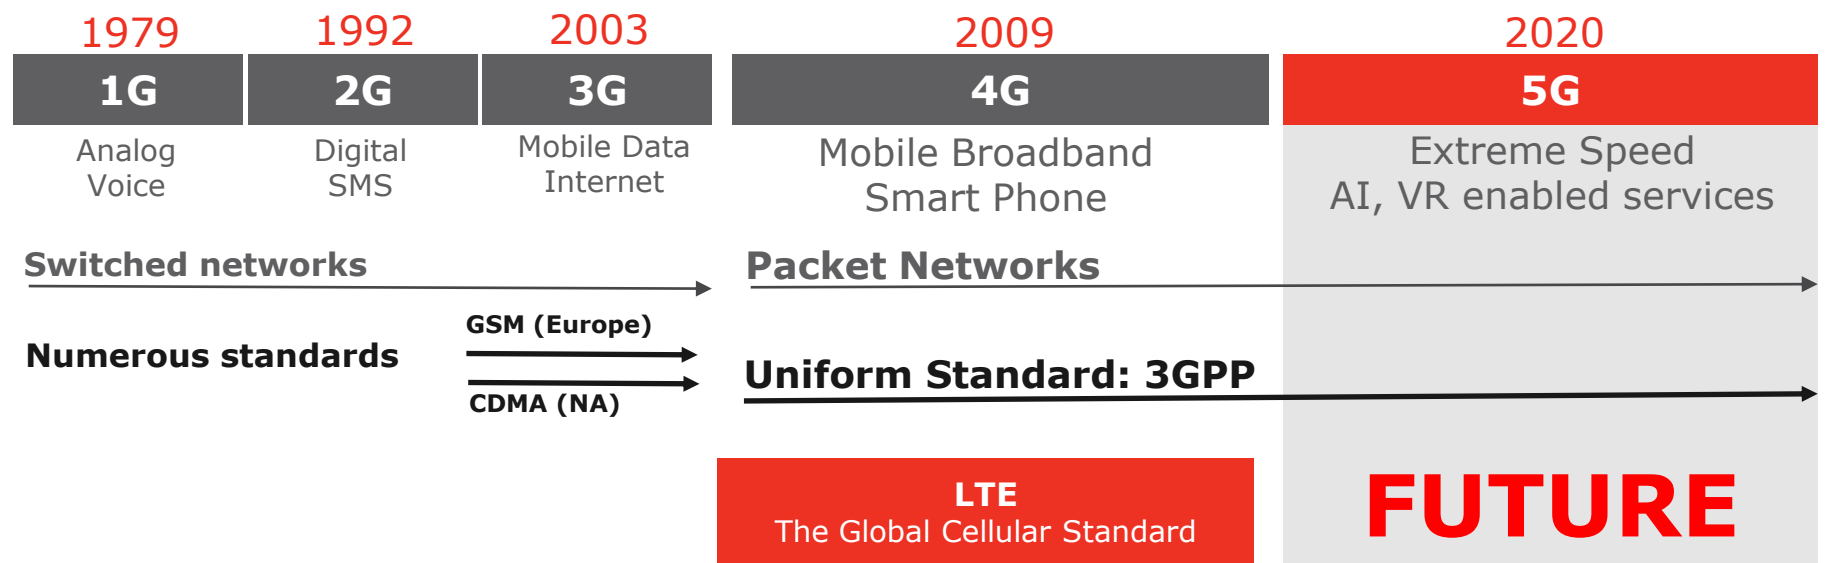 1979
1992
2003
2009
2020
1G
2G
3G
4G
5G
Analog
Voice
Digital
SMS
Mobile Data
Internet
Mobile Broadband
Smart Phone
Extreme Speed
AI, VR enabled services
Switched networks
Packet Networks
Numerous standards
GSM (Europe)
CDMA (NA)
Uniform Standard: 3GPP
LTE
The Global Cellular Standard
FUTURE